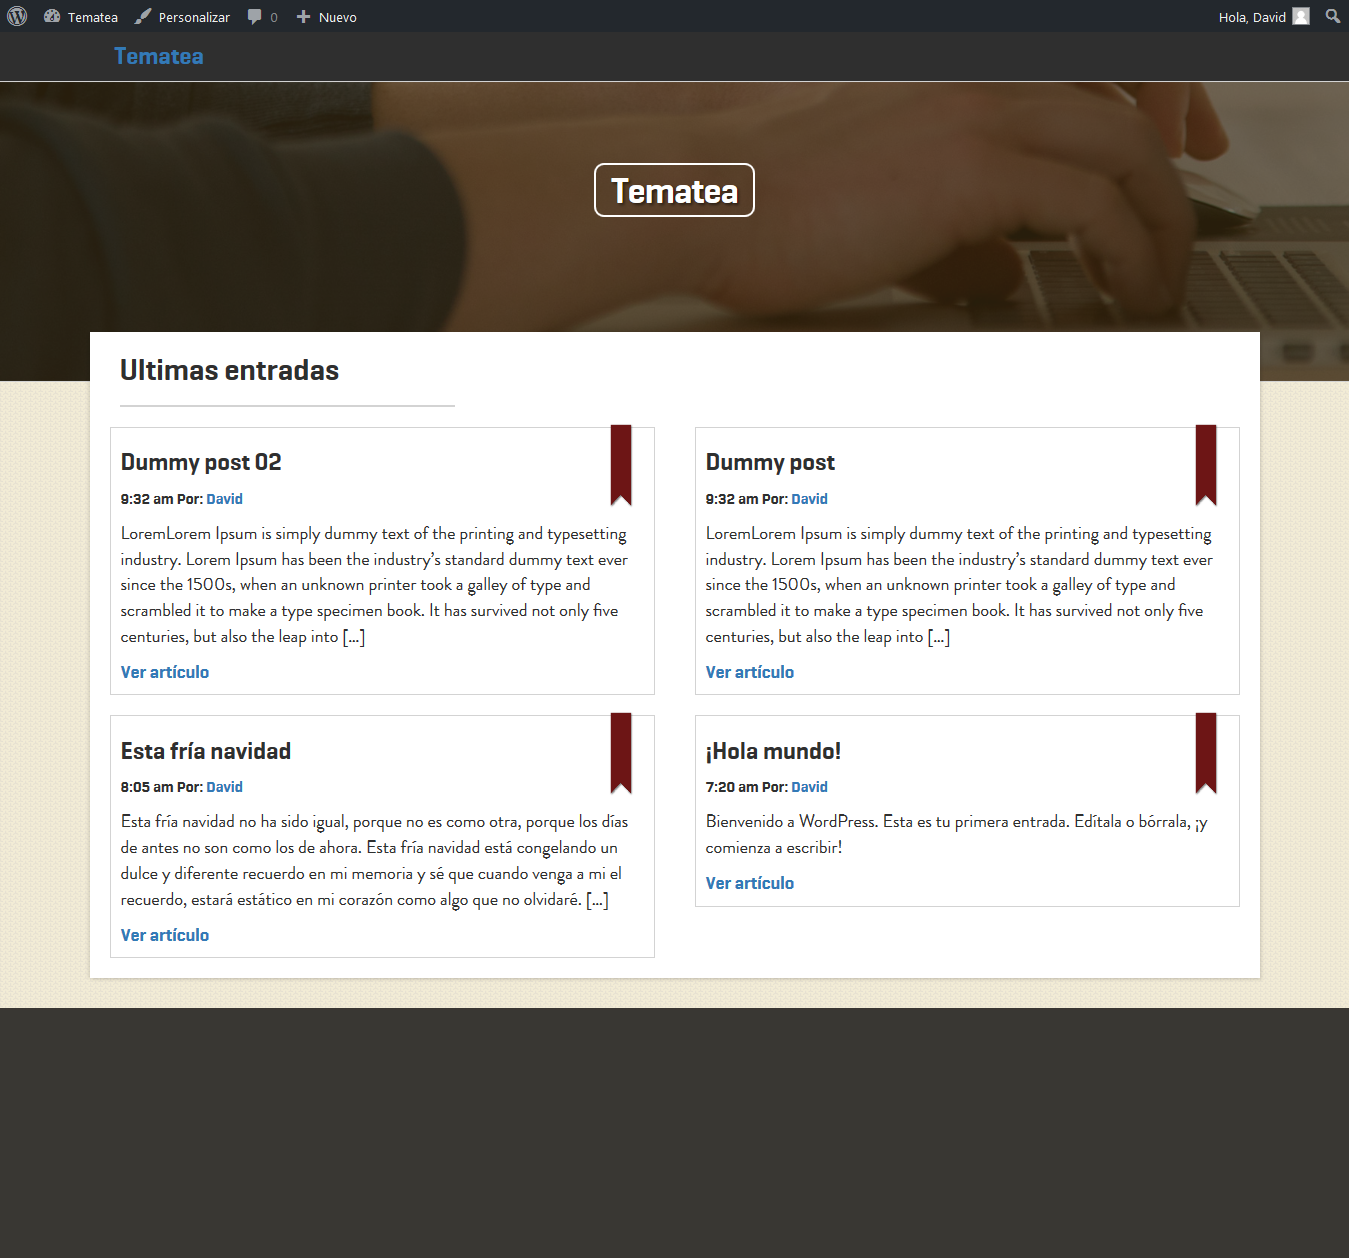 Tematea Personalizar 0 Nuevo Hola, David
Tematea
Tematea
Ultimas entradas
Dummy post 02
9:32 am Por: David
LoremLorem Ipsum is simply dummy text of the printing and typesetting
industry. Lorem Ipsum has been the industry’s standard dummy text ever
since the 1500s, when an unknown printer took a galley of type and
scrambled it to make a type specimen book. It has survived not only five
centuries, but also the leap into [...]
Ver artículo
Dummy post
9:32 am Por: David
LoremLorem Ipsum is simply dummy text of the printing and typesetting
industry. Lorem Ipsum has been the industry’s standard dummy text ever
since the 1500s, when an unknown printer took a galley of type and
scrambled it to make a type specimen book. It has survived not only five
centuries, but also the leap into [...]
Ver artículo
Esta fría navidad
8:05 am Por: David
Esta fría navidad no ha sido igual, porque no es como otra, porque los días
de antes no son como los de ahora. Esta fría navidad está congelando un
dulce y diferente recuerdo en mi memoria y sé que cuando venga a mi el
recuerdo, estará estático en mi corazón como algo que no olvidaré. [...]
Ver artículo
¡Hola mundo!
7:20 am Por: David
Bienvenido a WordPress. Esta es tu primera entrada. Edítala o bórrala, ¡y
comienza a escribir!
Ver artículo